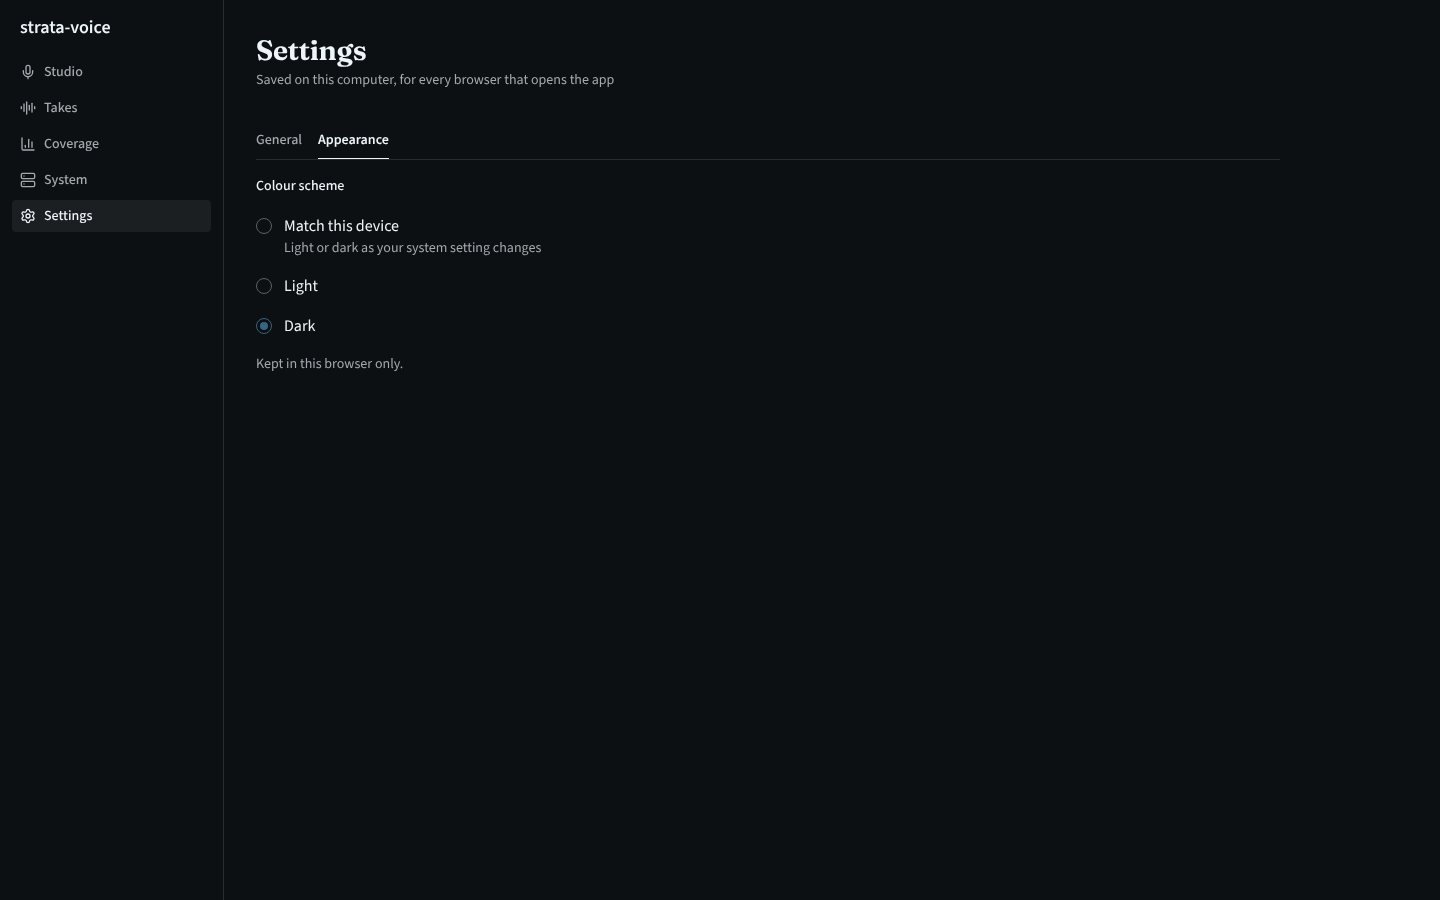 strata-voice
Studio
Takes
Coverage
System
Settings
Settings
Saved on this computer, for every browser that opens the app
General Appearance
Colour scheme
Match this device
Light or dark as your system setting changes
Light
Dark
Kept in this browser only.